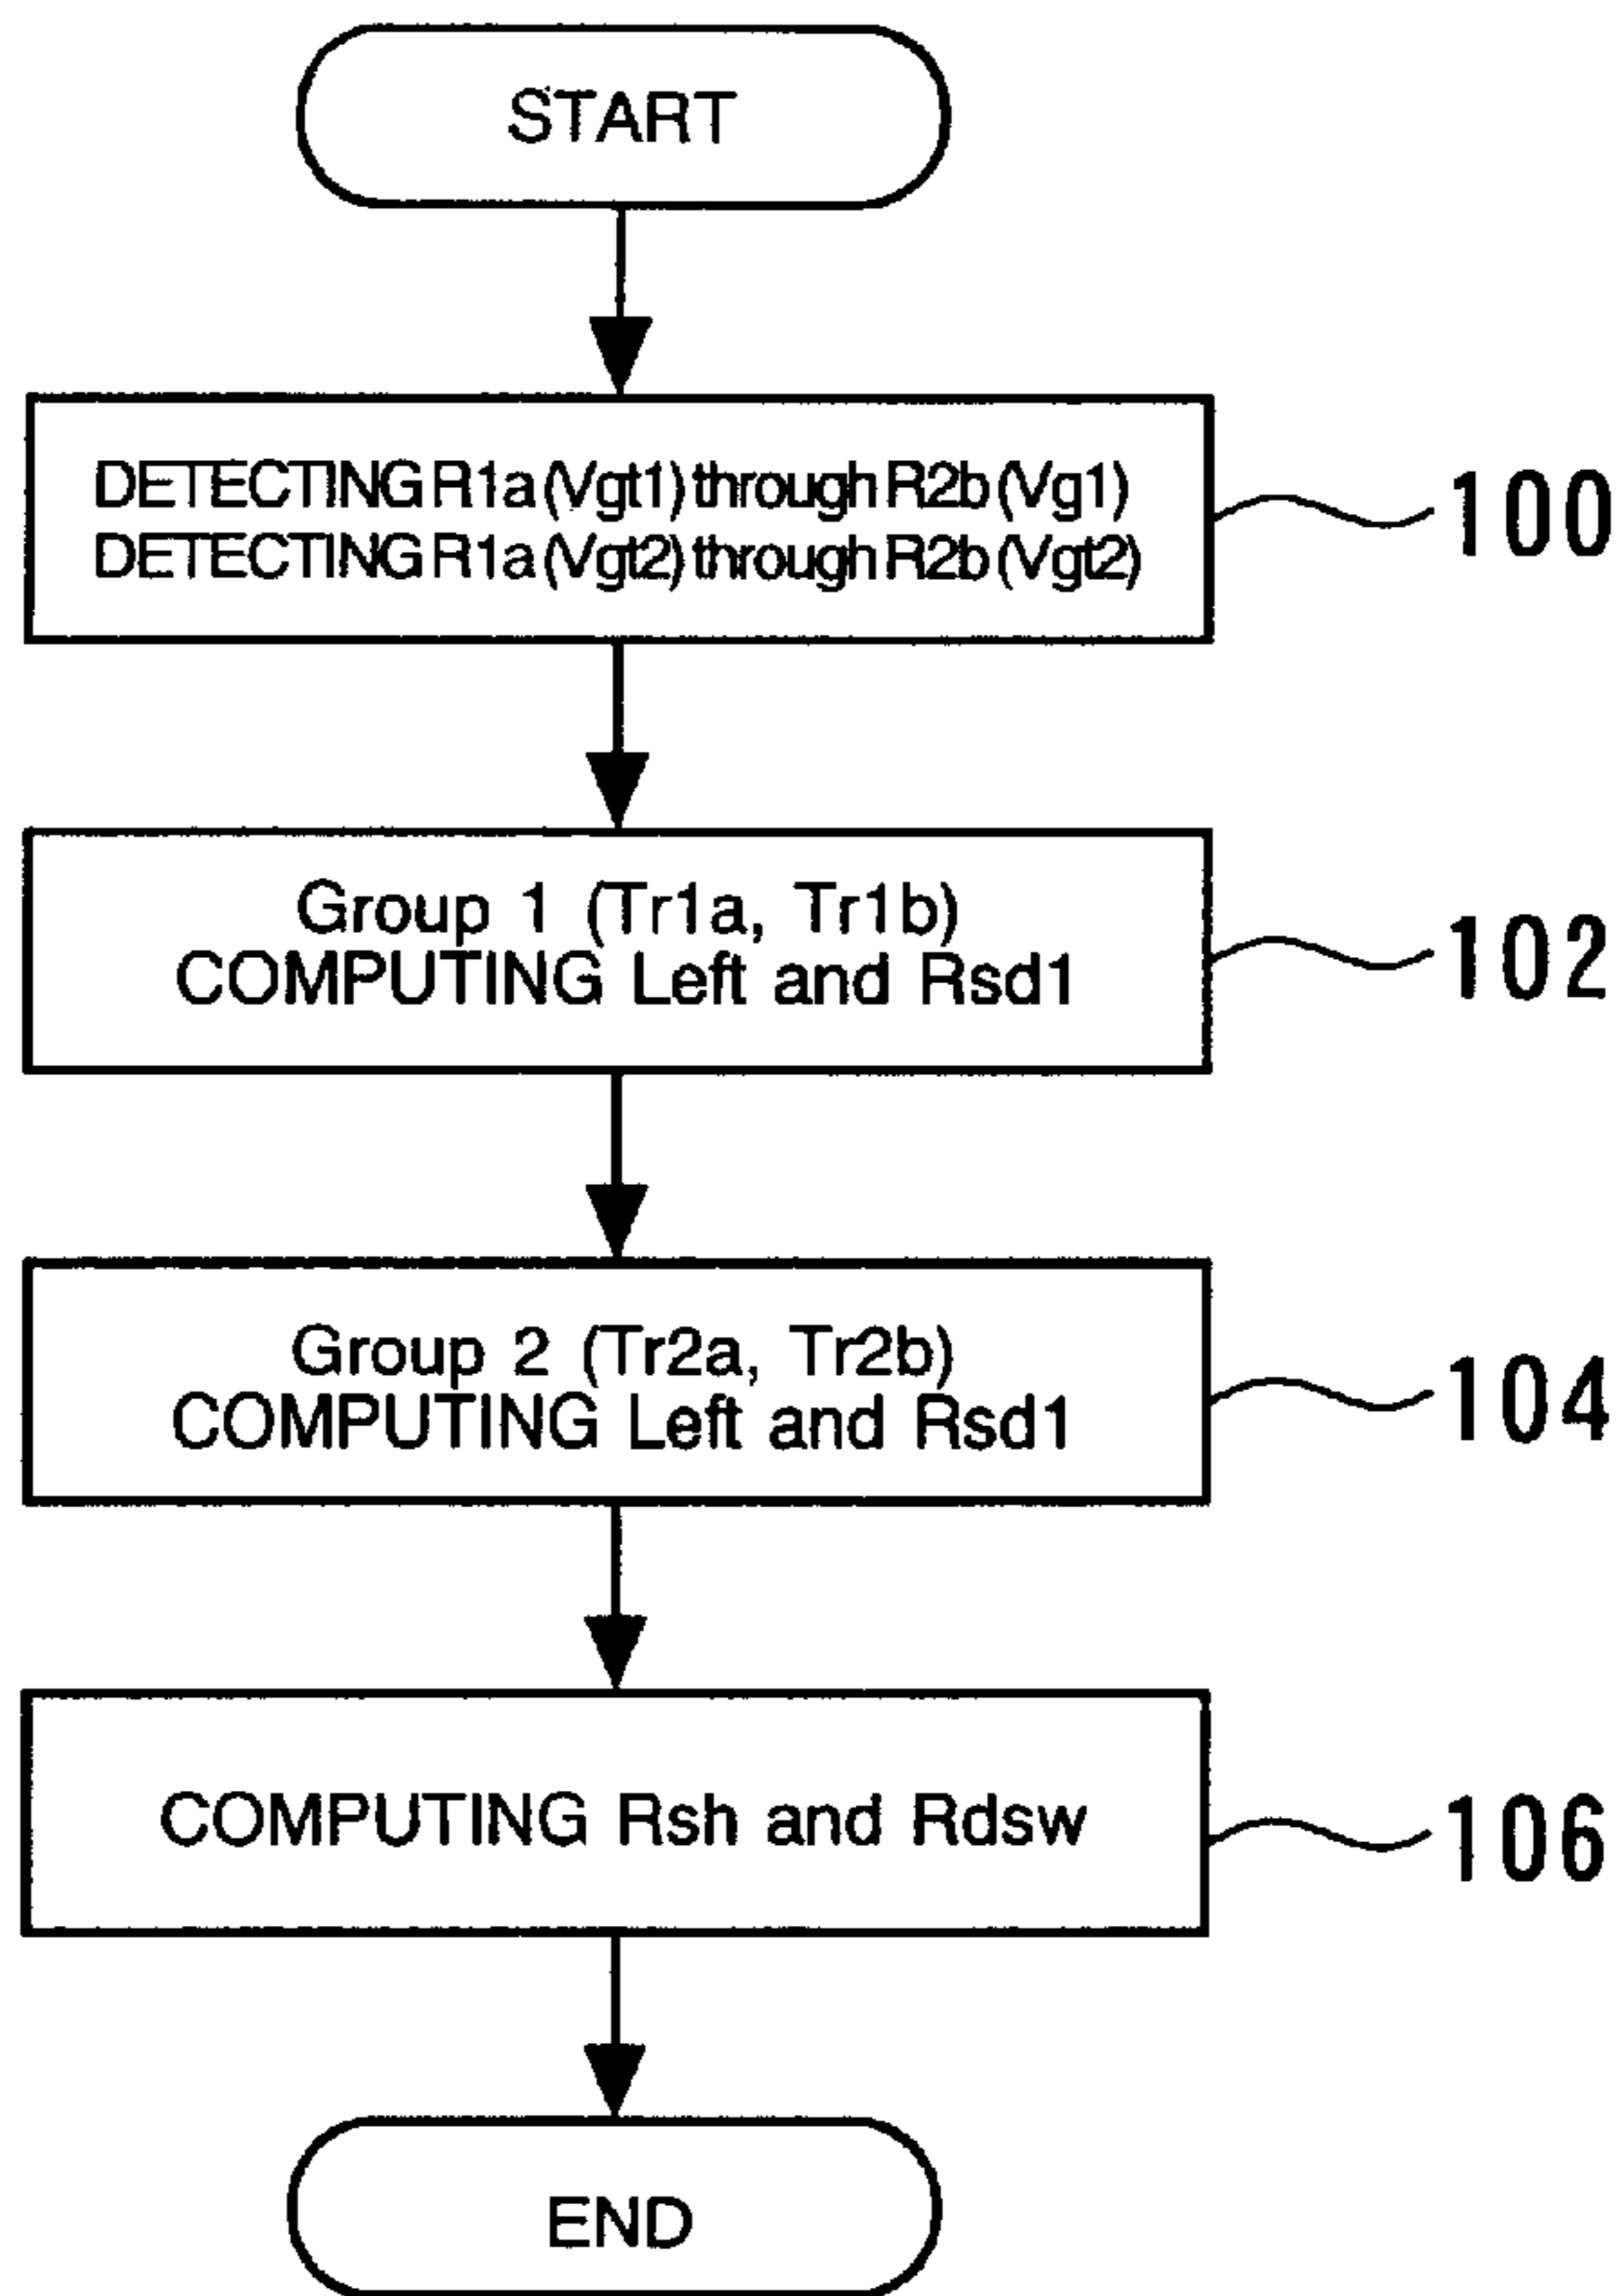 START
DETECTING R1a (Vgt1) through R2b (Vg1)
DETECTING R1a (Vgt2) through R2b (Vgt2)
100
Group 1 (Tr1a, Tr1b)
COMPUTING Left and Rsd1
102
Group 2 (Tr2a, Tr2b)
COMPUTING Left and Rsd1
104
COMPUTING Rsh and Rdsw
106
END